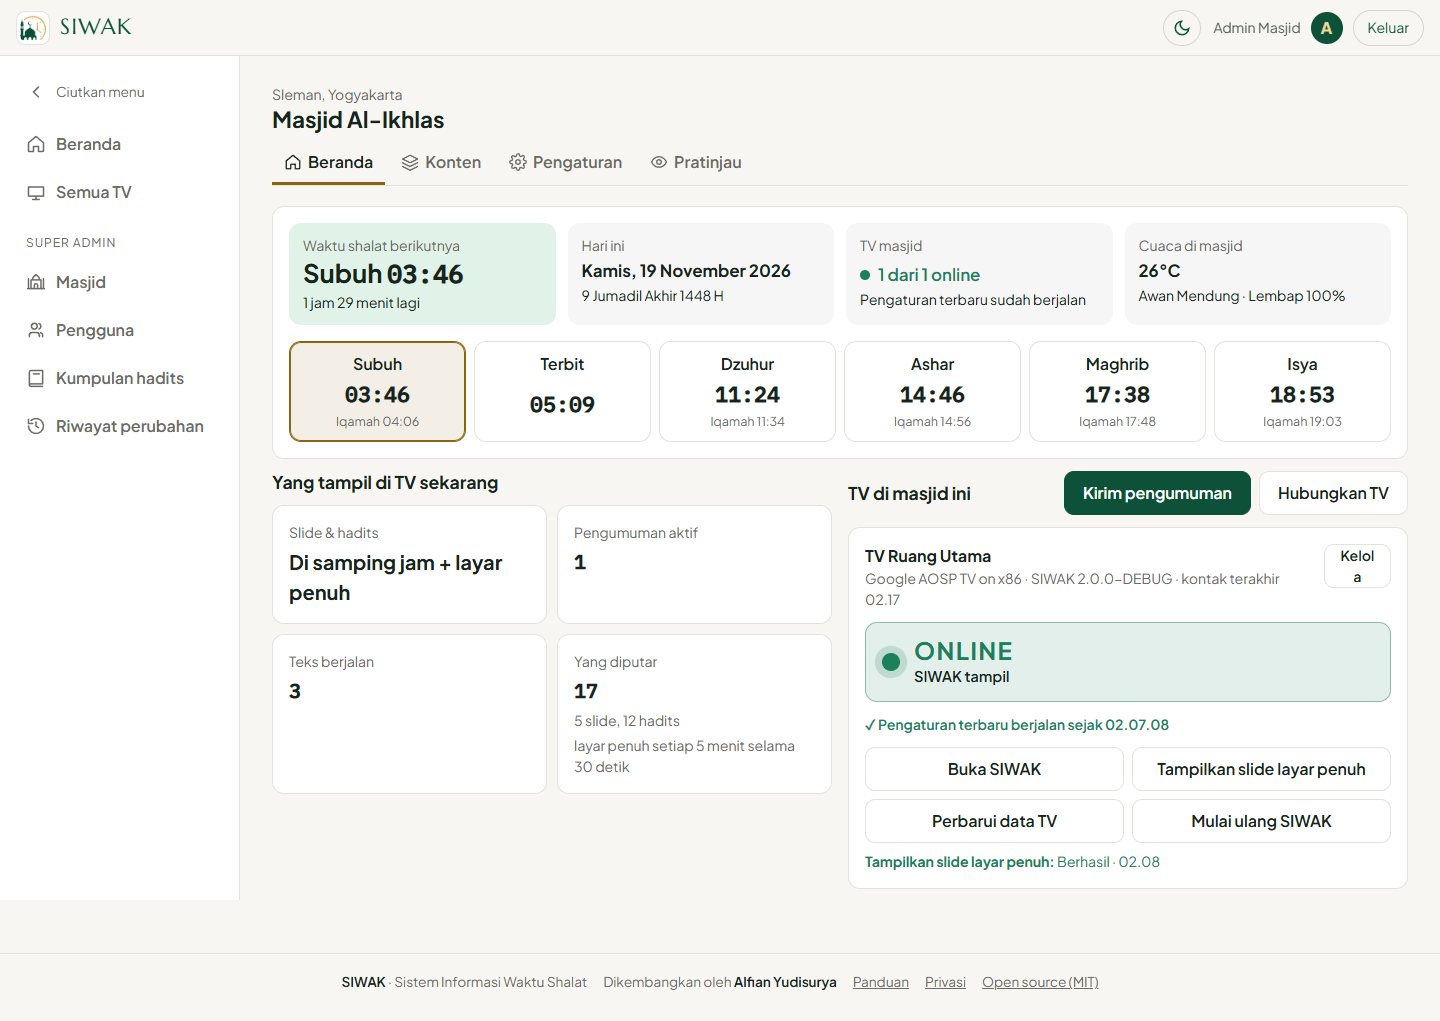 SIWAK
Admin Masjid
A
Keluar
Ciutkan menu
Beranda
Semua TV
SUPER ADMIN
Masjid
Pengguna
Kumpulan hadits
Riwayat perubahan
Sleman, Yogyakarta
Masjid Al-Ikhlas
Beranda
Konten
Pengaturan
Pratinjau
Waktu shalat berikutnya
Subuh 03:46
1 jam 29 menit lagi
Hari ini
Kamis, 19 November 2026
9 Jumadil Akhir 1448 H
TV masjid
1 dari 1 online
Pengaturan terbaru sudah berjalan
Cuaca di masjid
26°C
Awan Mendung · Lembap 100%
Subuh
03:46
Iqamah 04:06
Terbit
05:09
Dzuhur
11:24
Iqamah 11:34
Ashar
14:46
Iqamah 14:56
Maghrib
17:38
Iqamah 17:48
Isya
18:53
Iqamah 19:03
Yang tampil di TV sekarang
Slide & hadits
Di samping jam + layar
penuh
Pengumuman aktif
1
Teks berjalan
3
Yang diputar
17
5 slide, 12 hadits
layar penuh setiap 5 menit selama
30 detik
TV di masjid ini
Kirim pengumuman
Hubungkan TV
TV Ruang Utama
Google AOSP TV on x86 · SIWAK 2.0.0-DEBUG · kontak terakhir
02.17
Kelol
a
ONLINE
SIWAK tampil
✓ Pengaturan terbaru berjalan sejak 02.07.08
Buka SIWAK
Tampilkan slide layar penuh
Perbarui data TV
Mulai ulang SIWAK
Tampilkan slide layar penuh: Berhasil · 02.08
SIWAK · Sistem Informasi Waktu Shalat
Dikembangkan oleh Alfian Yudisurya
Panduan
Privasi
Open source (MIT)